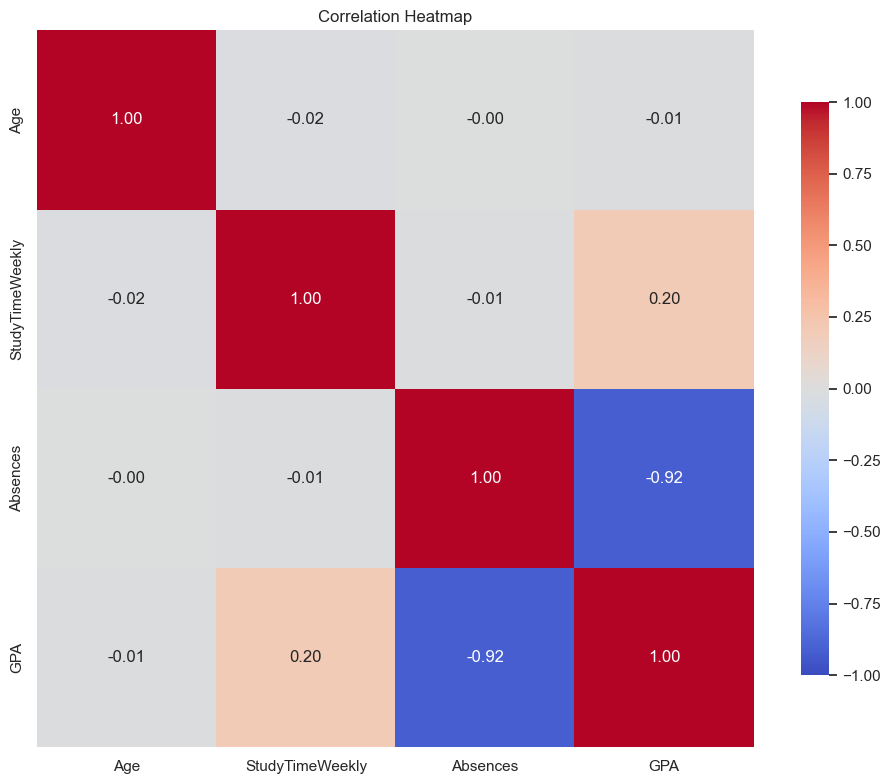 Correlation Heatmap
Age
1.00
-0.02
-0.00
-0.01
StudyTimeWeekly
-0.02
1.00
-0.01
0.20
Absences
-0.00
-0.01
1.00
-0.92
GPA
-0.01
0.20
-0.92
1.00
Age
StudyTimeWeekly
Absences
GPA
1.00
0.75
0.50
0.25
0.00
−0.25
−0.50
−0.75
−1.00